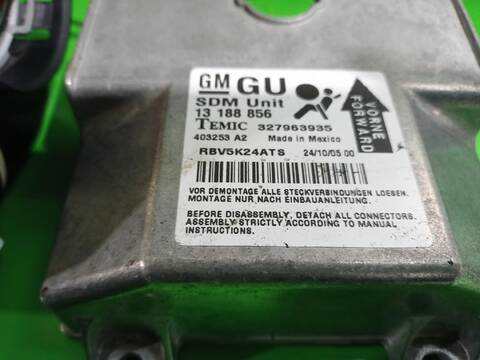 GM GU
SDM Unit
13 188 856
TEMIC 327963935
403253 A2 Made in Mexico
RBV5K24ATS 24/10/05 00
VORNE
FORWARD
VOR DEMONTAGE ALLE STECKVERBINDUNGEN LOESEN.
MONTAGE NUR NACH EINBAUANLEITUNG.
BEFORE DISASSEMBLY, DETACH ALL CONNECTORS.
ASSEMBLY STRICTLY ACCORDING TO MANUAL
INSTRUCTIONS.